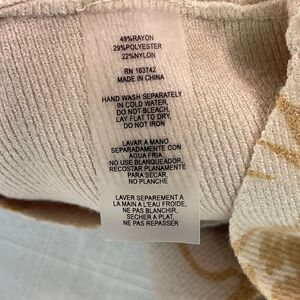 49%RAYON
29%POLYESTER
22%NYLON
RN 163742
MADE IN CHINA
HAND WASH SEPARATELY
IN COLD WATER,
DO NOT BLEACH,
LAY FLAT TO DRY,
DO NOT IRON
LAVAR A MANO
SEPARADAMENTE CON
AGUA FRIA,
NO USE BLANQUEADOR,
RECOSTAR PLANAMENTE
PARA SECAR,
NO PLANCHE
LAVER SEPAREMENT A
LA MAIN A L'EAU FROIDE,
NE PAS BLANCHIR,
SECHER A PLAT,
NE PAS REPASSER